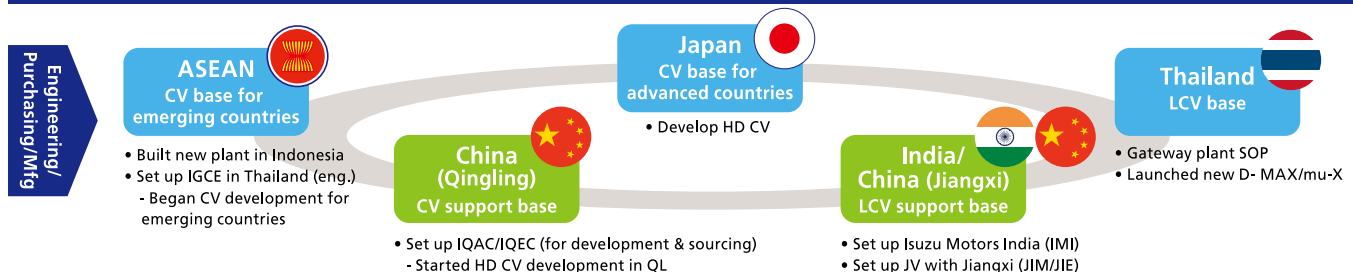 Engineering/
Purchasing/Mfg
ASEAN
CV base for
emerging countries
• Built new plant in Indonesia
• Set up IGCE in Thailand (eng.)
- Began CV development for
emerging countries
China
(Qingling)
CV support base
• Set up IQAC/IQEC (for development & sourcing)
- Started HD CV development in QL
Japan
CV base for
advanced countries
• Develop HD CV
India/
China (Jiangxi)
LCV support base
• Set up Isuzu Motors India (IMI)
• Set up JV with Jiangxi (JIM/JIE)
Thailand
LCV base
• Gateway plant SOP
• Launched new D- MAX/mu-X